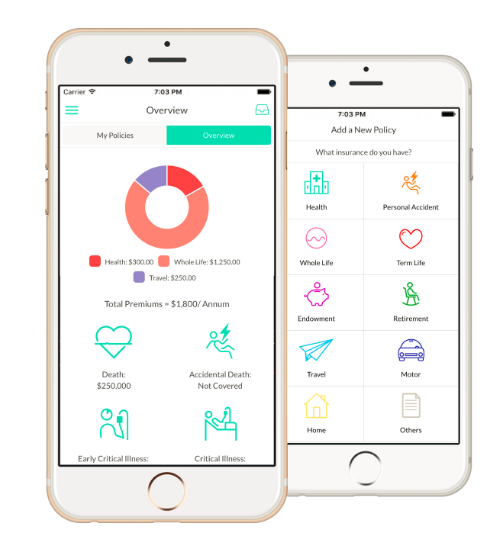 Carrier 7:03 PM
Overview
My Policies Overview
Health: $300.00 Whole Life: $1,250.00
Travel: $250.00
Total Premiums = $1,800/ Annum
Death:
$250,000
Accidental Death:
Not Covered
Early Critical Illness:
Critical Illness:
7:03 PM
Add a New Policy
What insurance do you have?
Health
Personal Accident
Whole Life
Term Life
Endowment
Retirement
Travel
Motor
Home
Others